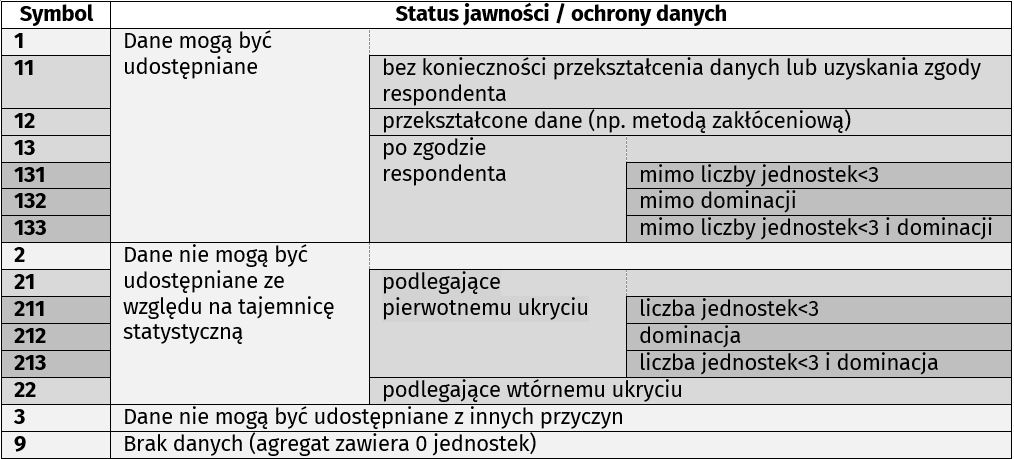 Symbol Status jawności / ochrony danych
1 Dane mogą być
udostępniane
11 bez konieczności przekształcenia danych lub uzyskania zgody
respondenta
12 przekształcone dane (np. metodą zakłóceniową)
13 po zgodzie
respondenta
131 mimo liczby jednostek<3
132 mimo dominacji
133 mimo liczby jednostek<3 i dominacji
2 Dane nie mogą być
udostępniane ze
względu na tajemnicę
statystyczną
21 podlegające
pierwotnemu ukryciu
211 liczba jednostek<3
212 dominacja
213 liczba jednostek<3 i dominacja
22 podlegające wtórnemu ukryciu
3 Dane nie mogą być udostępniane z innych przyczyn
9 Brak danych (agregat zawiera 0 jednostek)